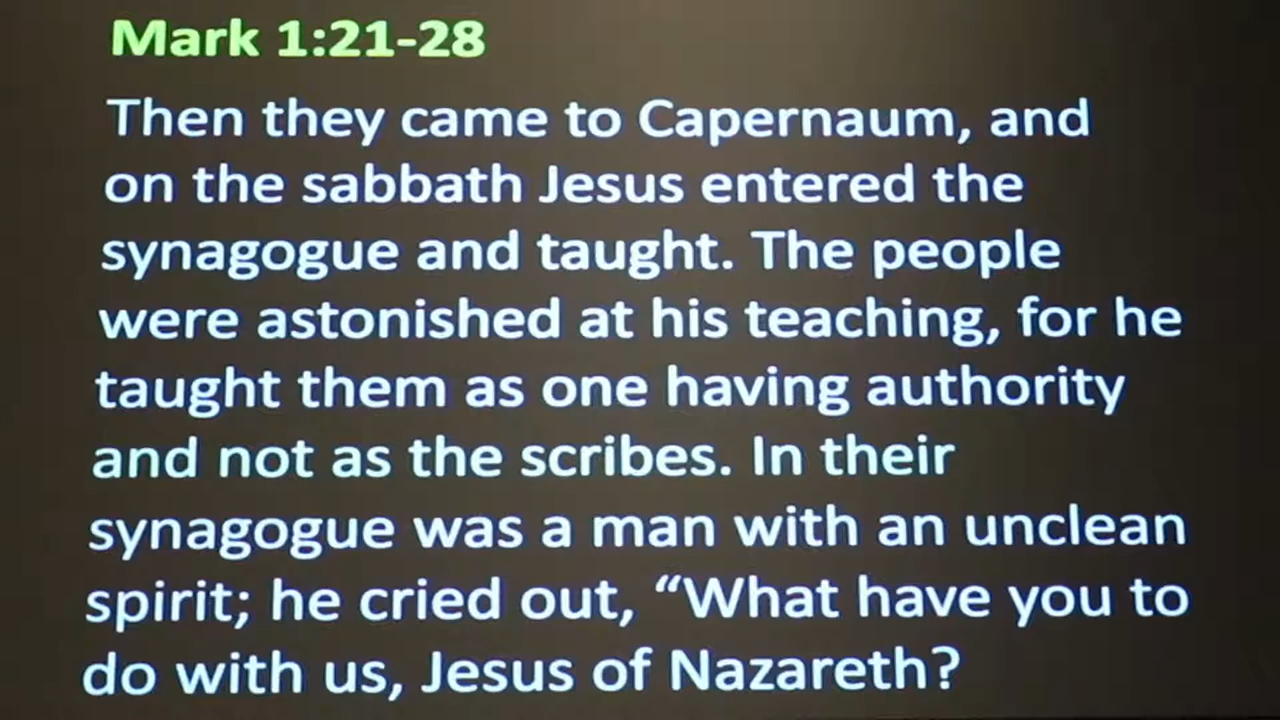 Mark 1:21-28
Then they came to Capernaum, and
on the sabbath Jesus entered the
synagogue and taught. The people
were astonished at his teaching, for he
taught them as one having authority
and not as the scribes. In their
synagogue was a man with an unclean
spirit; he cried out, “What have you to
do with us, Jesus of Nazareth?